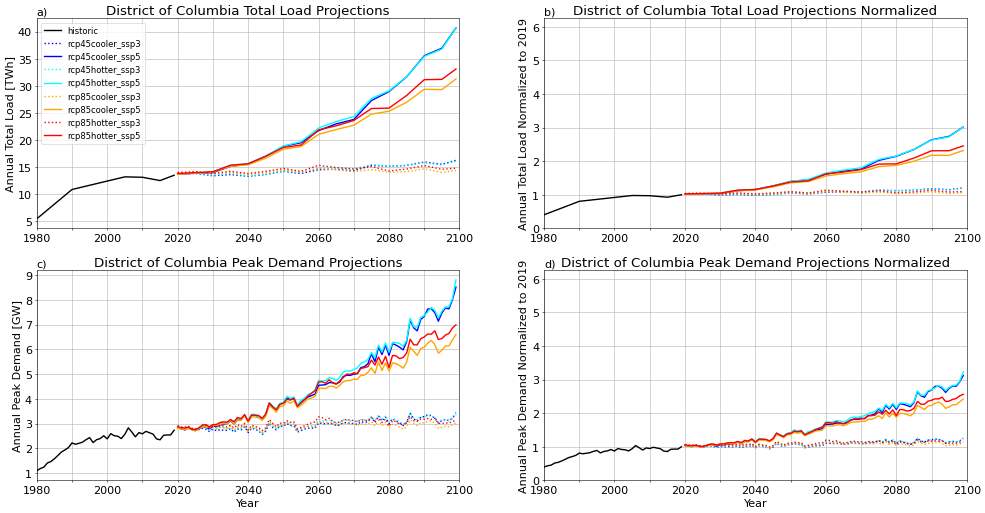 a) District of Columbia Total Load Projections
Annual Total Load [TWh]
40
35
30
25
20
15
10
5
historic
rcp45cooler_ssp3
rcp45cooler_ssp5
rcp45hotter_ssp3
rcp45hotter_ssp5
rcp85cooler_ssp3
rcp85cooler_ssp5
rcp85hotter_ssp3
rcp85hotter_ssp5
1980 2000 2020 2040 2060 2080 2100
b) District of Columbia Total Load Projections Normalized
Annual Total Load Normalized to 2019
6
5
4
3
2
1
0
1980 2000 2020 2040 2060 2080 2100
c) District of Columbia Peak Demand Projections
Annual Peak Demand [GW]
9
8
7
6
5
4
3
2
1
1980 2000 2020 2040 2060 2080 2100
Year
d) District of Columbia Peak Demand Projections Normalized
Annual Peak Demand Normalized to 2019
6
5
4
3
2
1
0
1980 2000 2020 2040 2060 2080 2100
Year